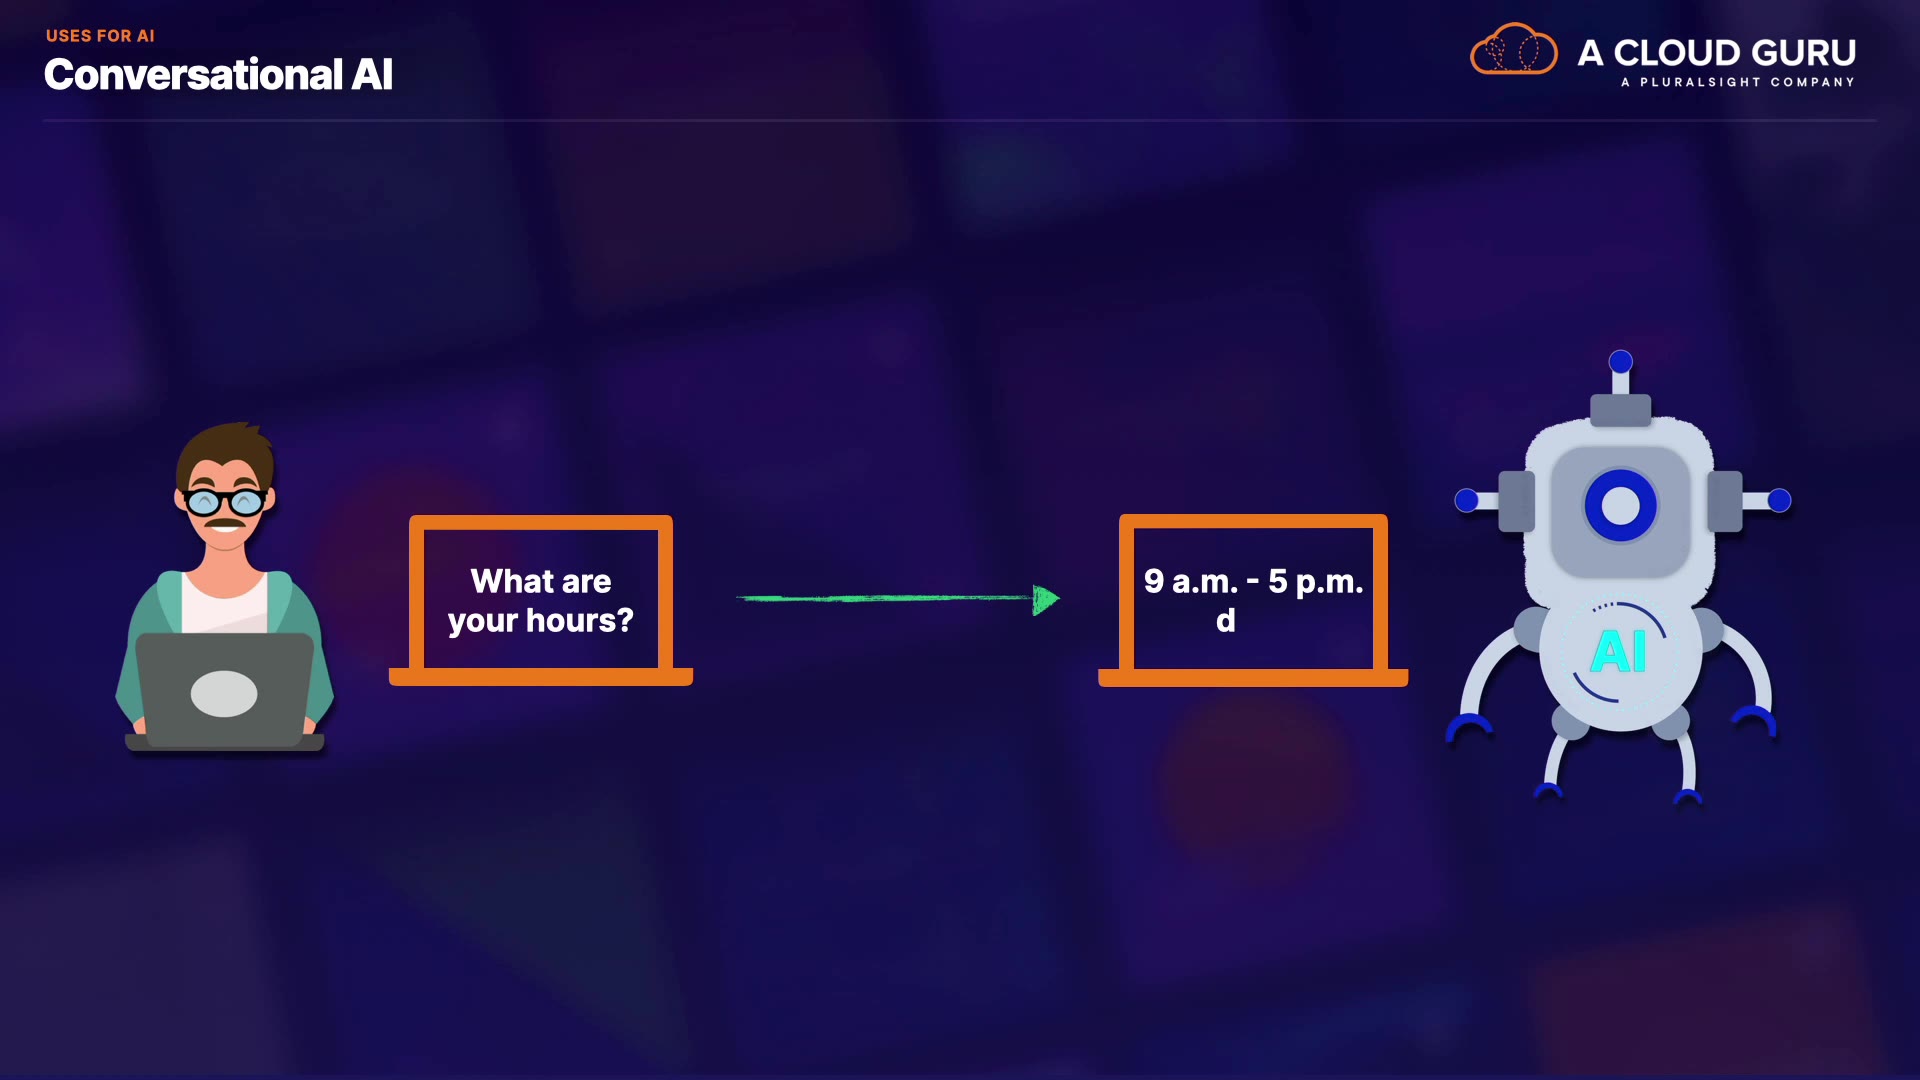 USES FOR AI
Conversational AI
A CLOUD GURU
A PLURALSIGHT COMPANY
What are
your hours?
9 a.m. - 5 p.m.
d
AI